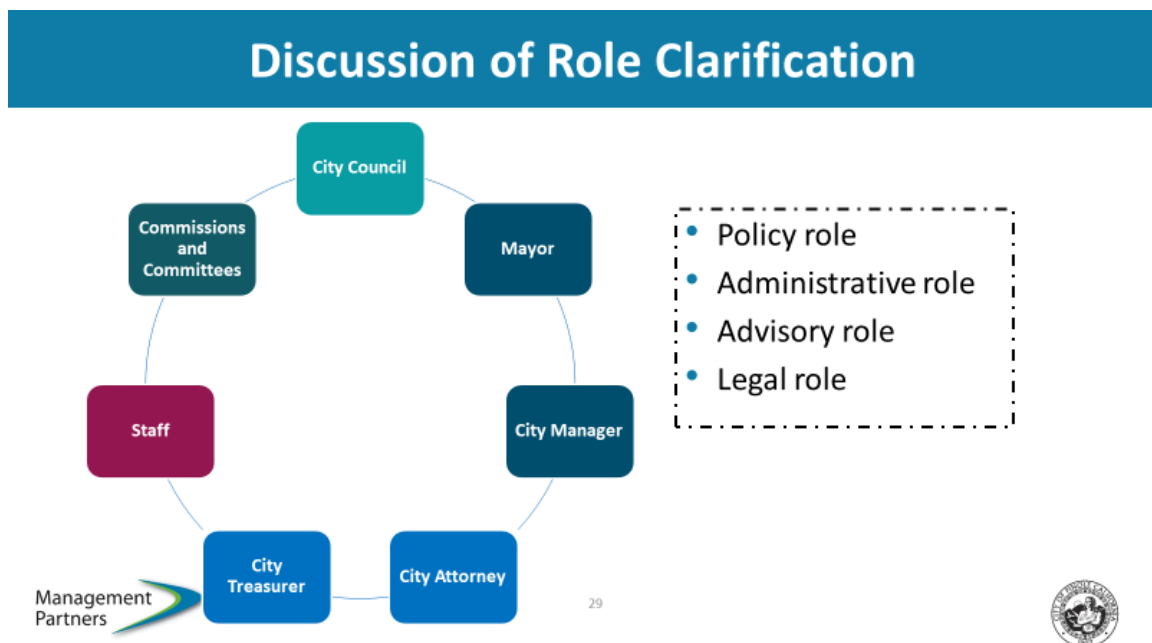 Discussion of Role Clarification
City Council
Mayor
City Manager
City Attorney
City
Treasurer
Staff
Commissions
and
Committees
• Policy role
• Administrative role
• Advisory role
• Legal role
Management
Partners
29